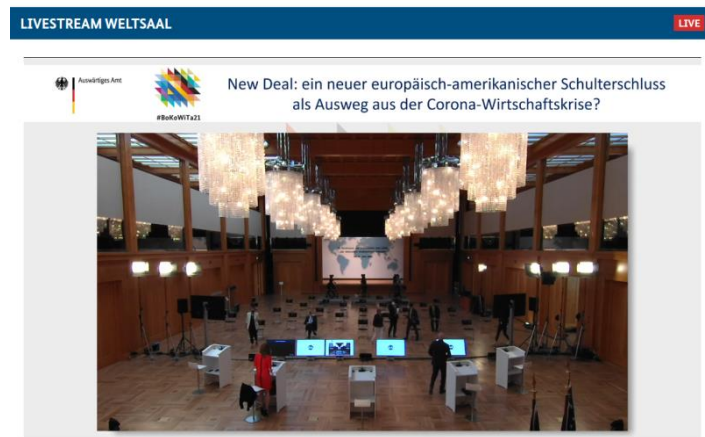 LIVESTREAM WELTSAAL
LIVE
Auswärtiges Amt
#BoKoWiTa21
New Deal: ein neuer europäisch-amerikanischer Schulterschluss
als Ausweg aus der Corona-Wirtschaftskrise?